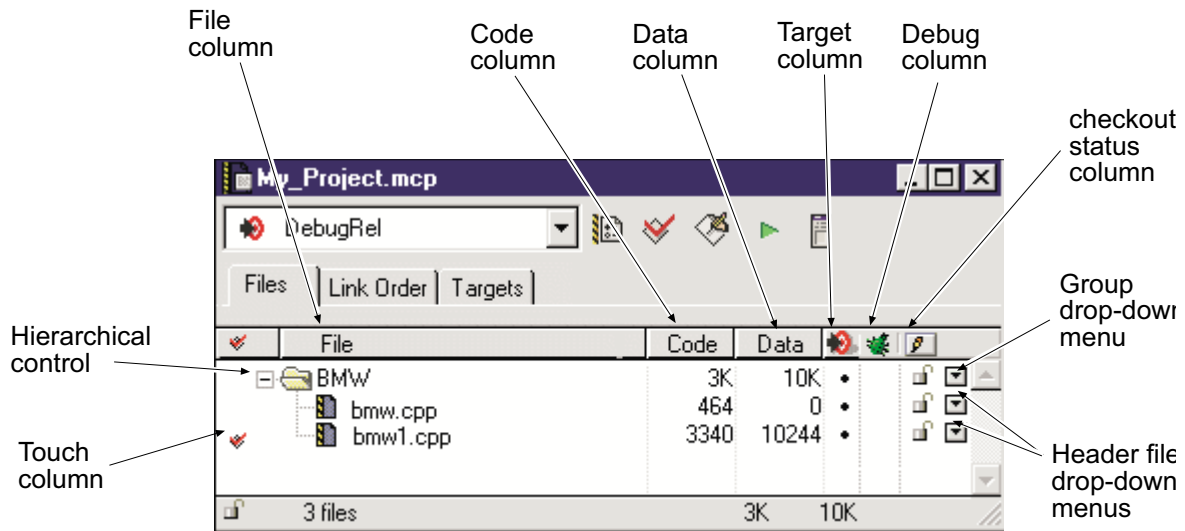 File
column
Code
column
Data
column
Target
column
Debug
column
checkout
status
column
My_Project.mcp
DebugRel
Files
Link Order
Targets
Group
drop-down
menu
Hierarchical
control
File
Code
Data
BMW
3K
10K
bmw.cpp
464
0
bmw1.cpp
3340
10244
Touch
column
Header file
drop-down
menus
3 files
3K
10K